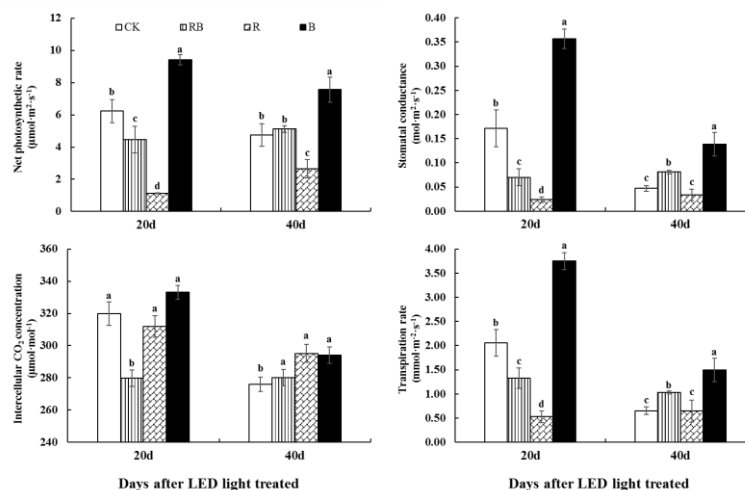 CK RB R B
Net photosynthetic rate
(μmol·m⁻²·s⁻¹)
12
10
8
6
4
2
0
b
c
d
a
b
b
c
a
20d
40d
Stomatal conductance
(mol·m⁻²·s⁻¹)
0.40
0.35
0.30
0.25
0.20
0.15
0.10
0.05
0.00
b
c
d
a
c
b
c
a
20d
40d
Intercellular CO₂ concentration
(μmol·mol⁻¹)
360
340
320
300
280
260
240
a
b
a
a
b
a
a
a
20d
40d
Days after LED light treated
Transpiration rate
(mmol·m⁻²·s⁻¹)
4.00
3.50
3.00
2.50
2.00
1.50
1.00
0.50
0.00
b
c
d
a
c
b
c
a
20d
40d
Days after LED light treated